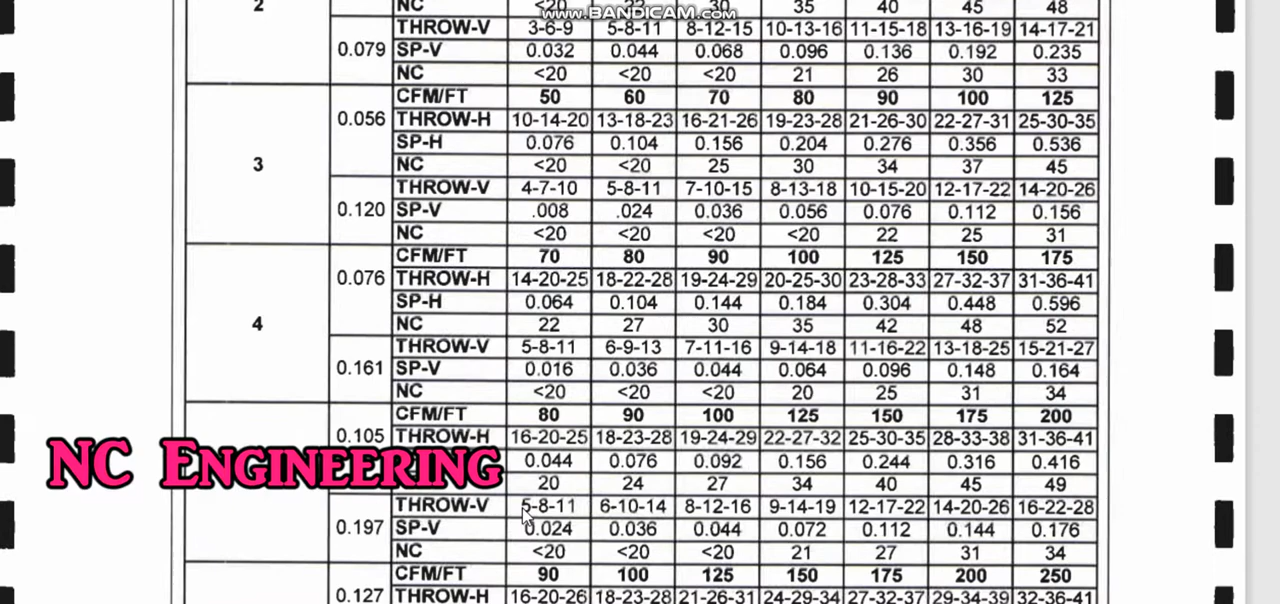 www.BANDICAM.com
2 NC <20 22 30 35 40 45 48
THROW-V 3-6-9 5-8-11 8-12-15 10-13-16 11-15-18 13-16-19 14-17-21
0.079 SP-V 0.032 0.044 0.068 0.096 0.136 0.192 0.235
NC <20 <20 <20 21 26 30 33
CFM/FT 50 60 70 80 90 100 125
0.056 THROW-H 10-14-20 13-18-23 16-21-26 19-23-28 21-26-30 22-27-31 25-30-35
SP-H 0.076 0.104 0.156 0.204 0.276 0.356 0.536
3 NC <20 <20 25 30 34 37 45
THROW-V 4-7-10 5-8-11 7-10-15 8-13-18 10-15-20 12-17-22 14-20-26
0.120 SP-V .008 .024 0.036 0.056 0.076 0.112 0.156
NC <20 <20 <20 <20 22 25 31
CFM/FT 70 80 90 100 125 150 175
0.076 THROW-H 14-20-25 18-22-28 19-24-29 20-25-30 23-28-33 27-32-37 31-36-41
SP-H 0.064 0.104 0.144 0.184 0.304 0.448 0.596
4 NC 22 27 30 35 42 48 52
THROW-V 5-8-11 6-9-13 7-11-16 9-14-18 11-16-22 13-18-25 15-21-27
0.161 SP-V 0.016 0.036 0.044 0.064 0.096 0.148 0.164
NC <20 <20 <20 20 25 31 34
CFM/FT 80 90 100 125 150 175 200
0.105 THROW-H 16-20-25 18-23-28 19-24-29 22-27-32 25-30-35 28-33-38 31-36-41
NC Engineering 0.044 0.076 0.092 0.156 0.244 0.316 0.416
20 24 27 34 40 45 49
THROW-V 5-8-11 6-10-14 8-12-16 9-14-19 12-17-22 14-20-26 16-22-28
0.197 SP-V 0.024 0.036 0.044 0.072 0.112 0.144 0.176
NC <20 <20 <20 21 27 31 34
CFM/FT 90 100 125 150 175 200 250
0.127 THROW-H 16-20-26 18-23-28 21-26-31 24-29-34 27-32-37 29-34-39 32-36-41